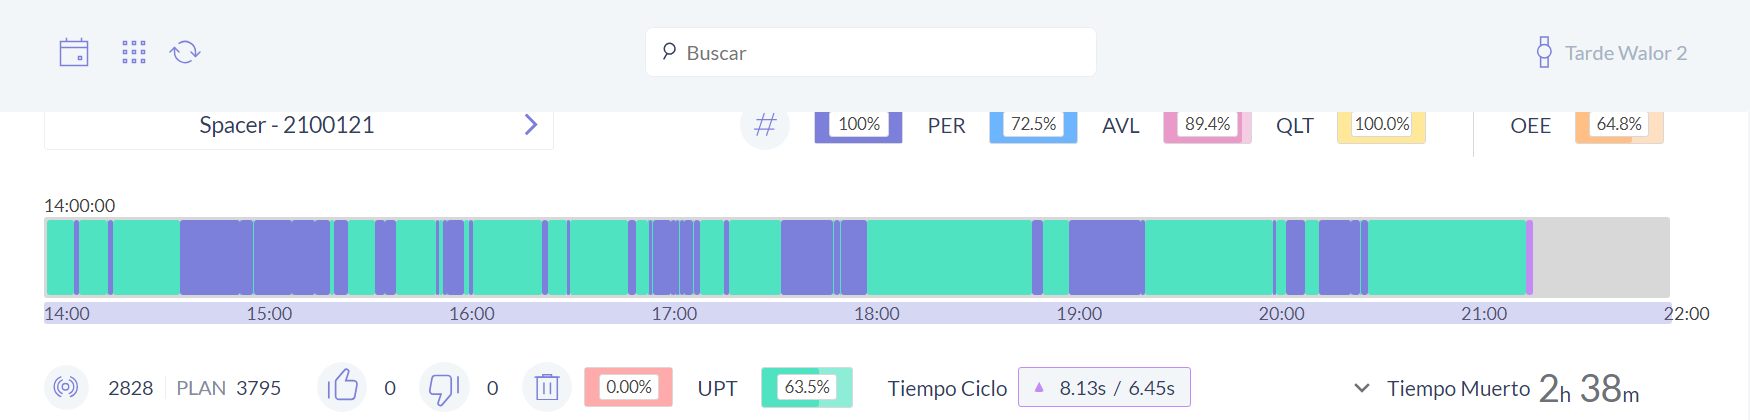 Buscar
Tarde Walor 2
Spacer - 2100121
# 100% PER 72.5% AVL 89.4% QLT 100.0% OEE 64.8%
14:00:00
14:00 15:00 16:00 17:00 18:00 19:00 20:00 21:00 22:00
2828 PLAN 3795 0 0 0.00% UPT 63.5% Tiempo Ciclo 8.13s / 6.45s Tiempo Muerto 2h 38m